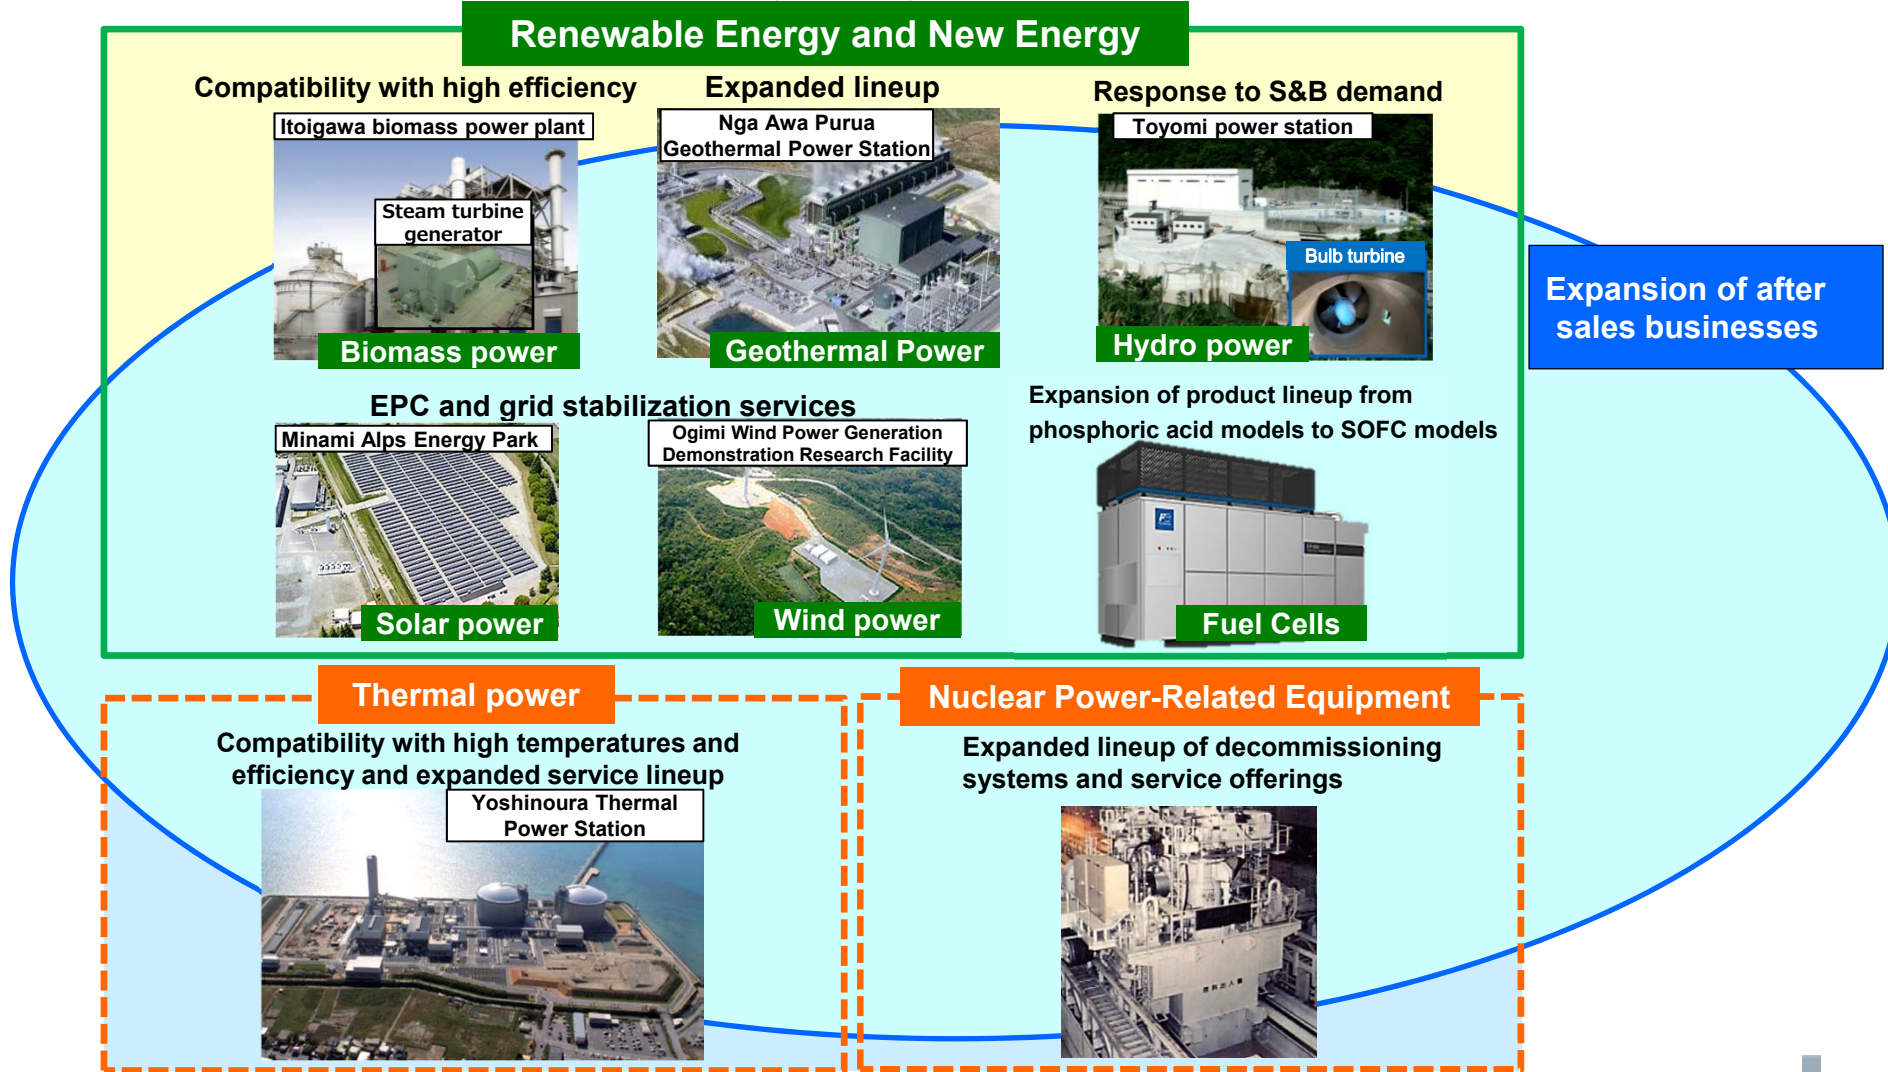 Renewable Energy and New Energy
Compatibility with high efficiency
Itoigawa biomass power plant
Steam turbine
generator
Biomass power
Expanded lineup
Nga Awa Purua
Geothermal Power Station
Geothermal Power
Response to S&B demand
Toyomi power station
Bulb turbine
Hydro power
Expansion of after
sales businesses
EPC and grid stabilization services
Minami Alps Energy Park
Solar power
Ogimi Wind Power Generation
Demonstration Research Facility
Wind power
Expansion of product lineup from
phosphoric acid models to SOFC models
Fuel Cells
Thermal power
Compatibility with high temperatures and
efficiency and expanded service lineup
Yoshinoura Thermal
Power Station
Nuclear Power-Related Equipment
Expanded lineup of decommissioning
systems and service offerings